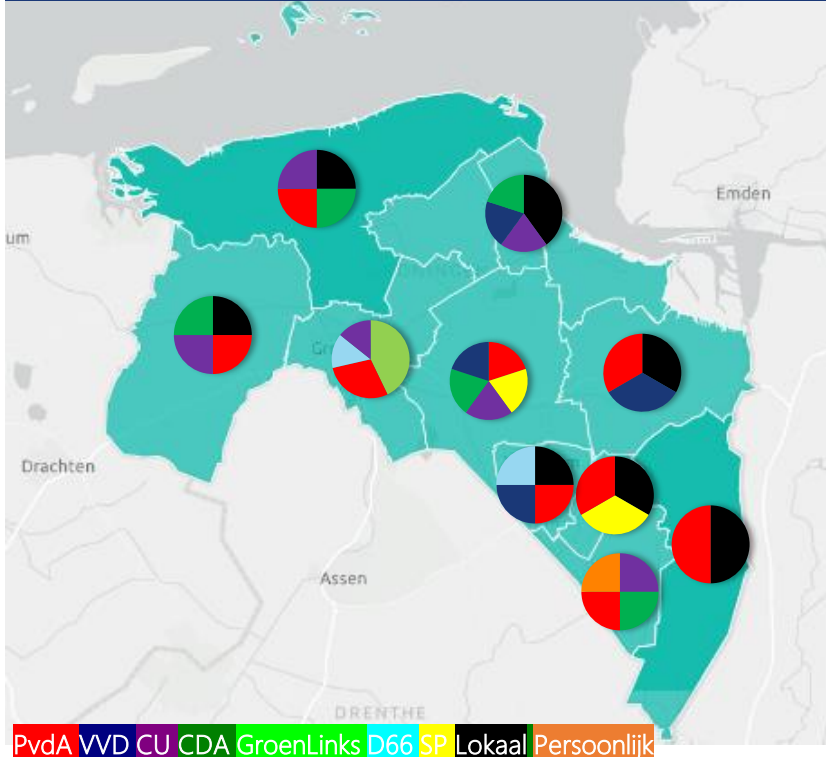 Emden
um
Drachten
Assen
DRENTHE
PvdA VVD CU CDA GroenLinks D66 SP Lokaal Persoonlijk